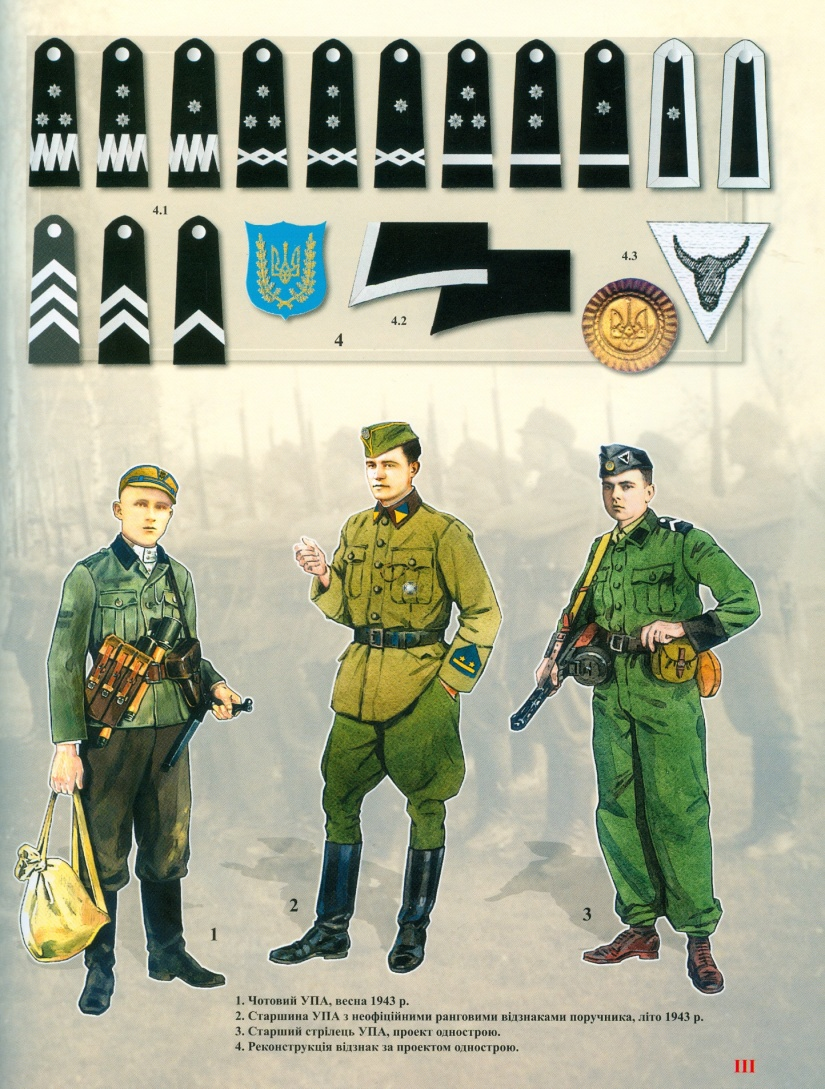 4.1
4.2
4.3
4
1
2
3
1. Чотовий УПА, весна 1943 р.
2. Старшина УПА з неофіційними ранговими відзнаками поручника, літо 1943 р.
3. Старший стрілець УПА, проект однострою.
4. Реконструкція відзнак за проектом однострою.
III